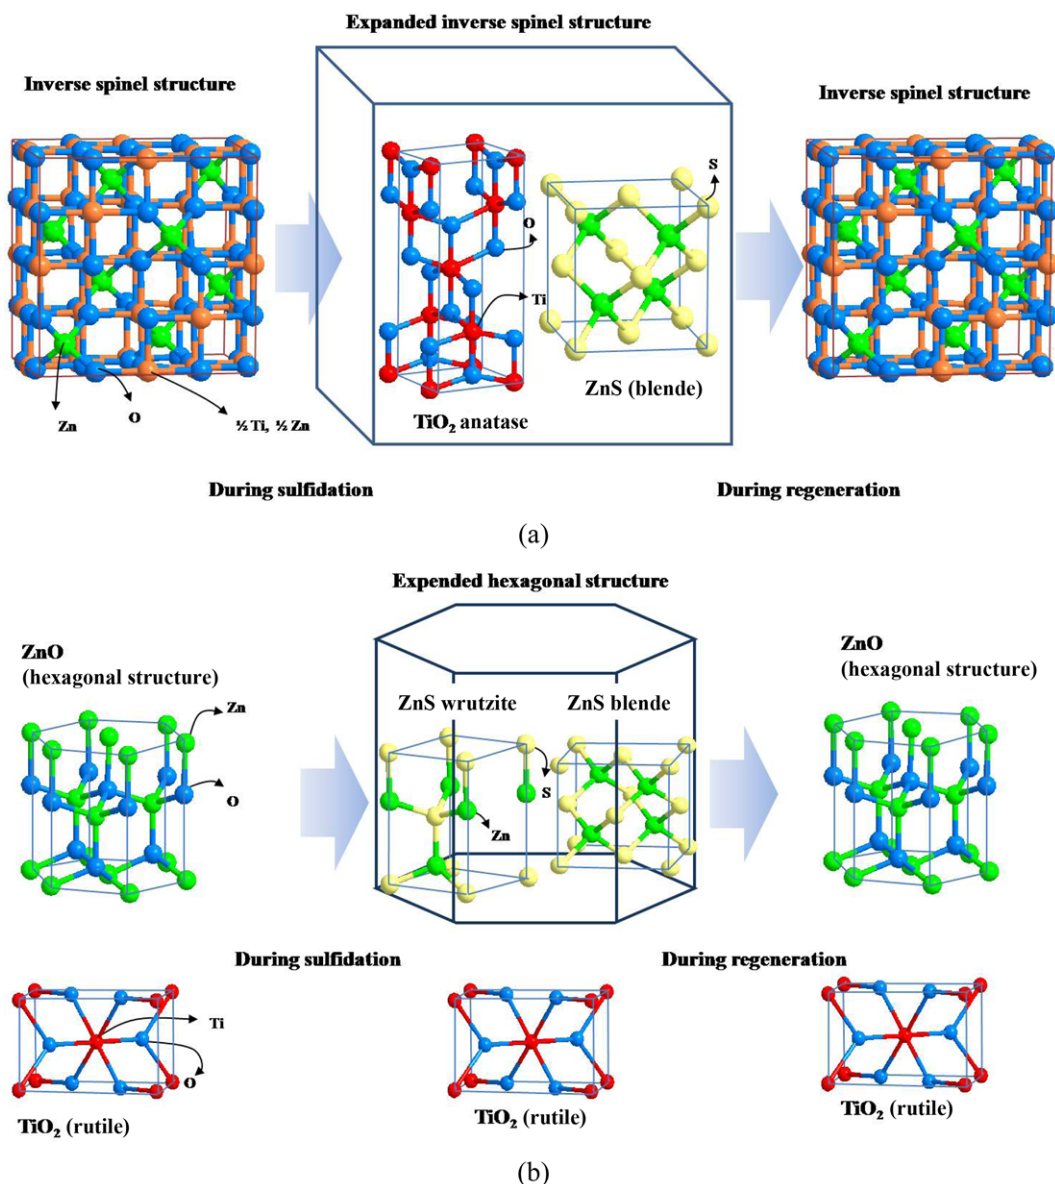 Expanded inverse spinel structure
Inverse spinel structure
Inverse spinel structure
S
O
Ti
ZnS (blende)
TiO₂ anatase
Zn
O
½ Ti, ½ Zn
During sulfidation
During regeneration
(a)
Expended hexagonal structure
ZnO
(hexagonal structure)
ZnO
(hexagonal structure)
ZnS wrutzite
ZnS blende
Zn
O
S
Zn
During sulfidation
During regeneration
Ti
O
TiO₂ (rutile)
TiO₂ (rutile)
TiO₂ (rutile)
(b)